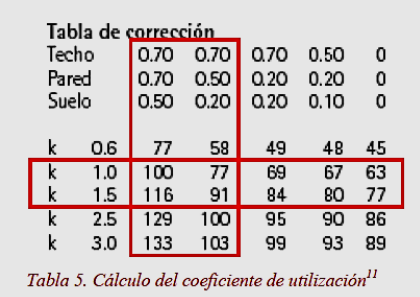 Tabla de corrección
Techo 0.70 0.70 0.70 0.50 0
Pared 0.70 0.50 0.20 0.20 0
Suelo 0.50 0.20 0.20 0.10 0
k 0.6 77 58 49 48 45
k 1.0 100 77 69 67 63
k 1.5 116 91 84 80 77
k 2.5 129 100 95 90 86
k 3.0 133 103 99 93 89
Tabla 5. Cálculo del coeficiente de utilización¹¹